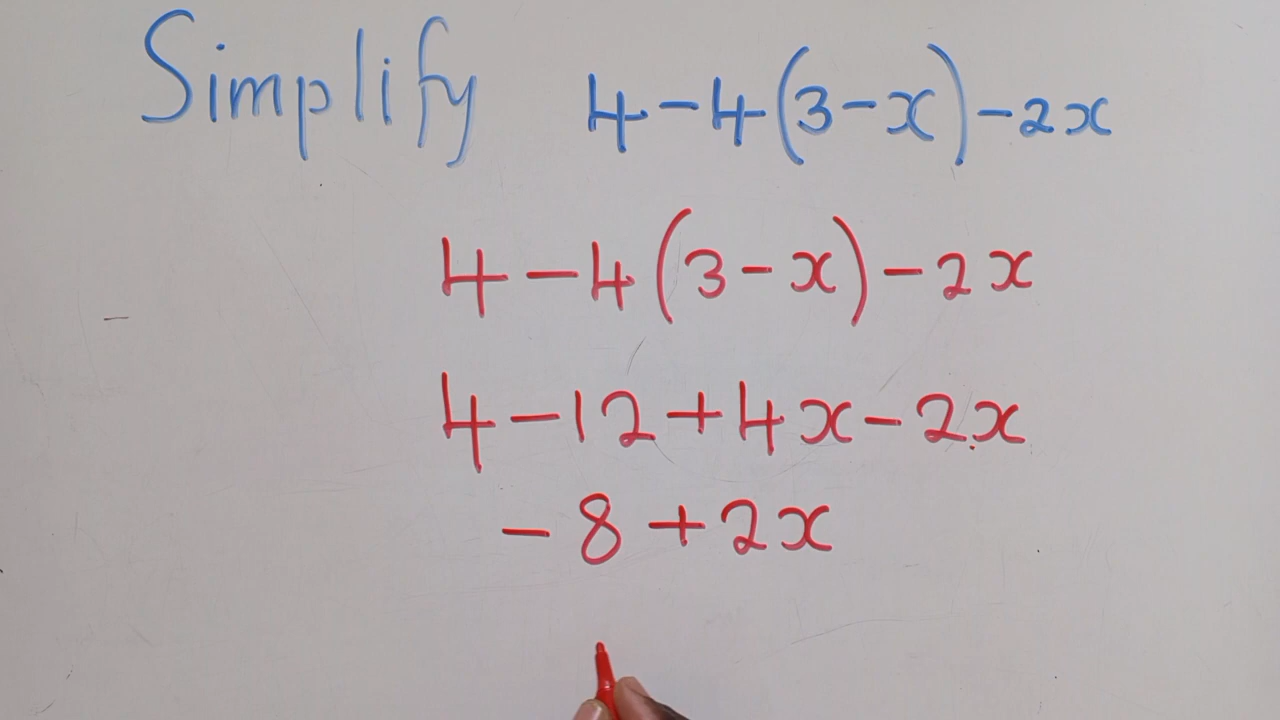 Simplify 4-4(3-x)-2x
4-4(3-x)-2x
4-12+4x-2x
-8+2x